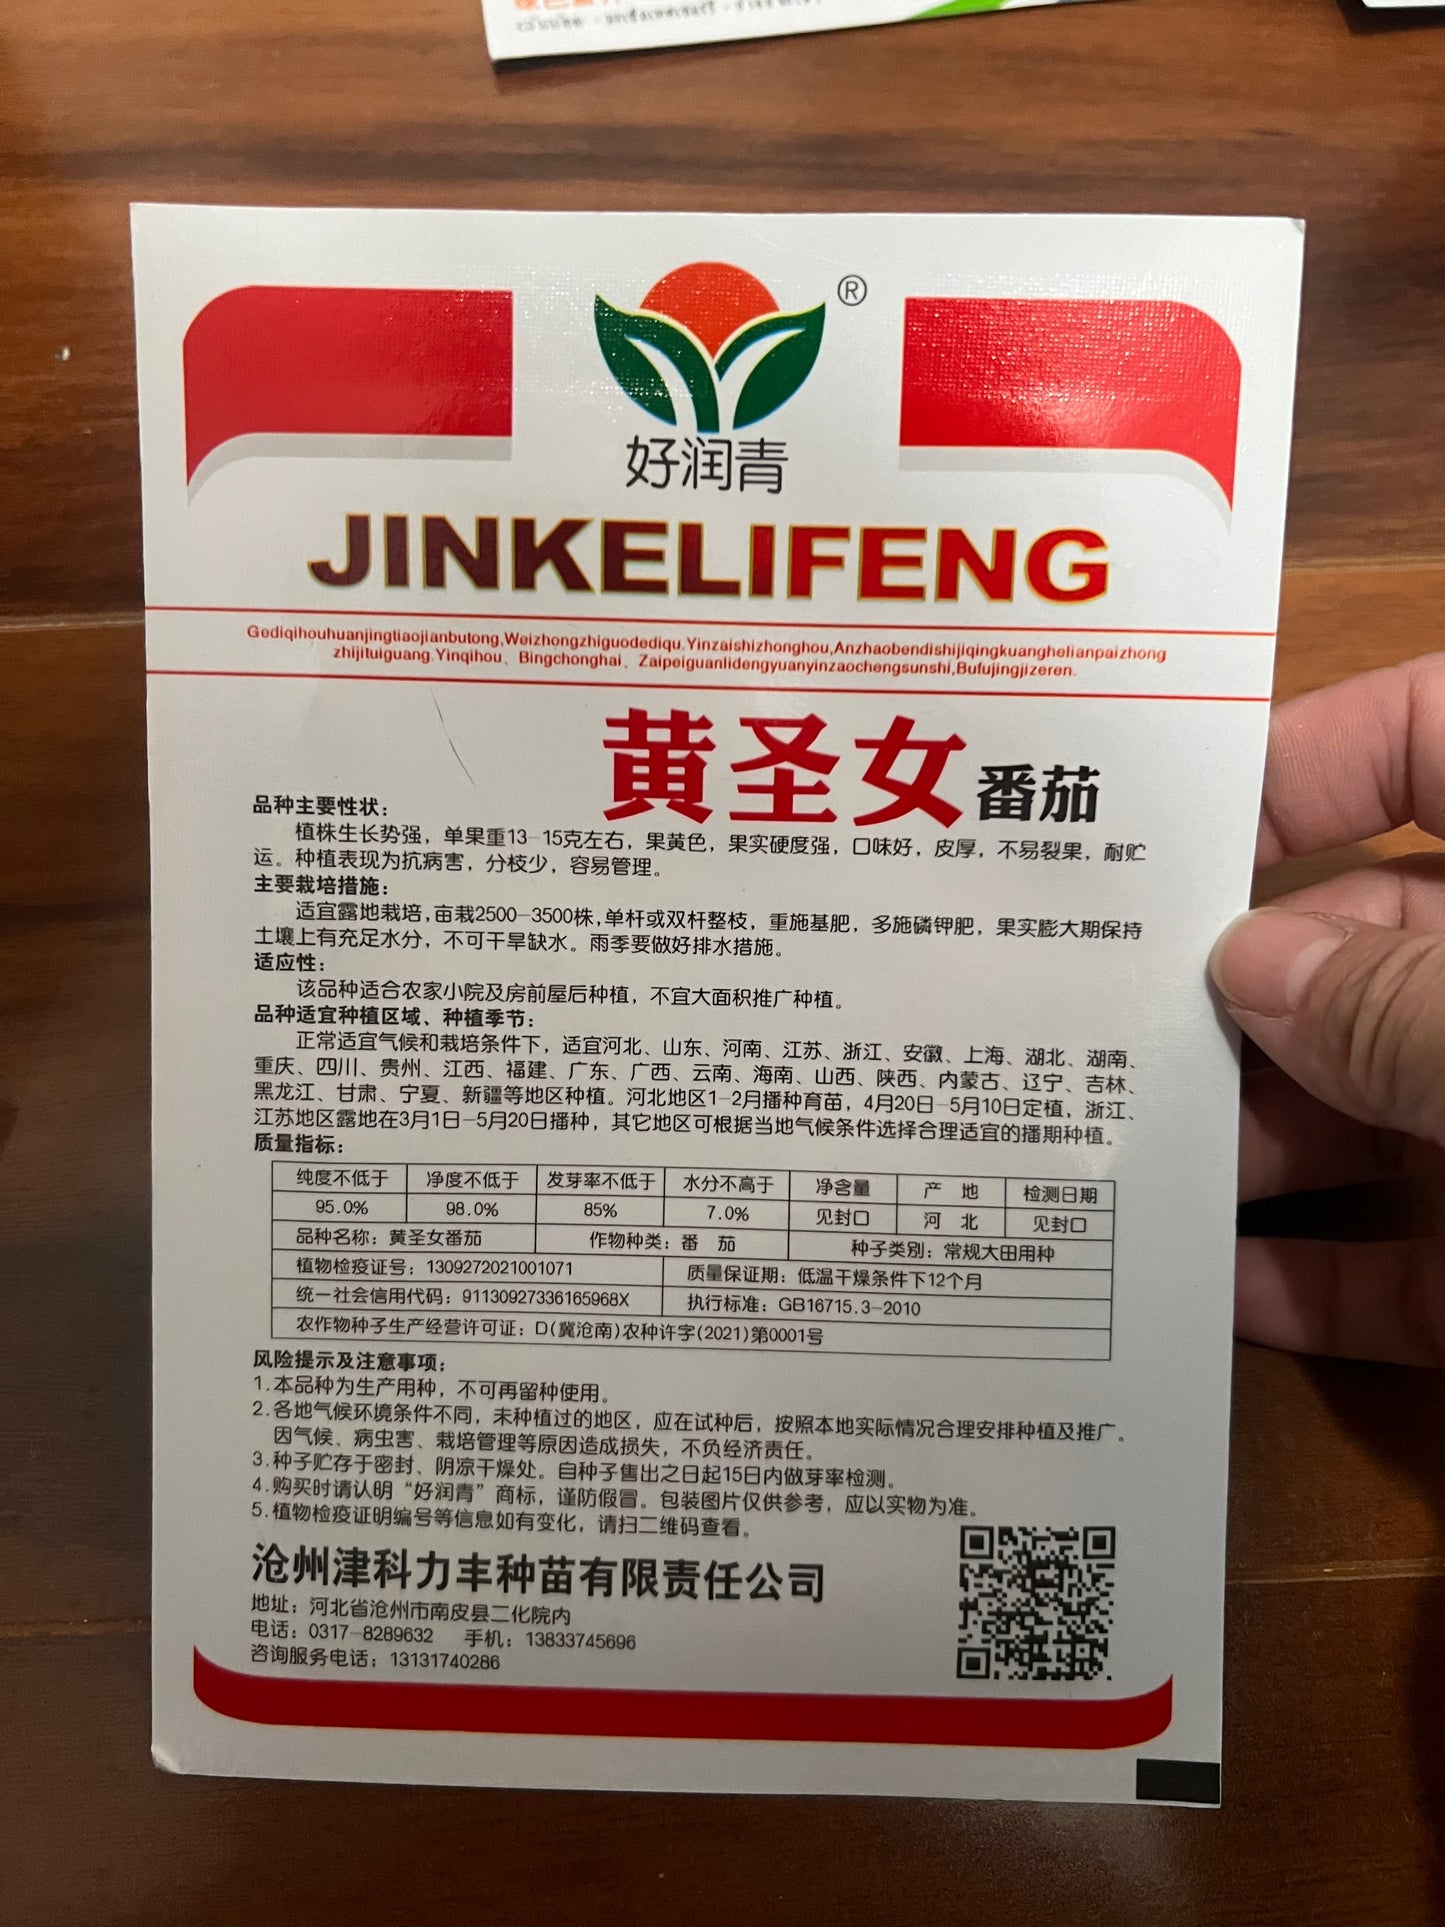 ®
好润青
JINKELIFENG
Gediqihouhuanjingtiaojianbutong,Weizhongzhiguodediqu.Yinzaishizhonghou,Anzhaobendishijiqingkuanghelianpaizhong
zhijituiguang.Yinqihou、Bingchonghai、Zaipeiguanlidengyuanyinzaochengsunshi,Bufujingjizeren.
黄圣女番茄
品种主要性状：
植株生长势强，单果重13-15克左右，果黄色，果实硬度强，口味好，皮厚，不易裂果，耐贮
运。种植表现为抗病害，分枝少，容易管理。
主要栽培措施：
适宜露地栽培,亩栽2500-3500株,单杆或双杆整枝，重施基肥，多施磷钾肥，果实膨大期保持
土壤上有充足水分，不可干旱缺水。雨季要做好排水措施。
适应性：
该品种适合农家小院及房前屋后种植，不宜大面积推广种植。
品种适宜种植区域、种植季节：
正常适宜气候和栽培条件下，适宜河北、山东、河南、江苏、浙江、安徽、上海、湖北、湖南、
重庆、四川、贵州、江西、福建、广东、广西、云南、海南、山西、陕西、内蒙古、辽宁、吉林、
黑龙江、甘肃、宁夏、新疆等地区种植。河北地区1-2月播种育苗，4月20日-5月10日定植，浙江、
江苏地区露地在3月1日-5月20日播种，其它地区可根据当地气候条件选择合理适宜的播期种植。
质量指标：
纯度不低于 净度不低于 发芽率不低于 水分不高于 净含量 产 地 检测日期
95.0% 98.0% 85% 7.0% 见封口 河 北 见封口
品种名称：黄圣女番茄 作物种类：番 茄 种子类别：常规大田用种
植物检疫证号：1309272021001071 质量保证期：低温干燥条件下12个月
统一社会信用代码：91130927336165968X 执行标准：GB16715.3-2010
农作物种子生产经营许可证：D(冀沧南)农种许字(2021)第0001号
风险提示及注意事项：
1.本品种为生产用种，不可再留种使用。
2.各地气候环境条件不同，未种植过的地区，应在试种后，按照本地实际情况合理安排种植及推广。
因气候、病虫害、栽培管理等原因造成损失，不负经济责任。
3.种子贮存于密封、阴凉干燥处。自种子售出之日起15日内做芽率检测。
4.购买时请认明“好润青”商标，谨防假冒。包装图片仅供参考，应以实物为准。
5.植物检疫证明编号等信息如有变化，请扫二维码查看。
沧州津科力丰种苗有限责任公司
地址：河北省沧州市南皮县二化院内
电话：0317-8289632 手机：13833745696
咨询服务电话：13131740286